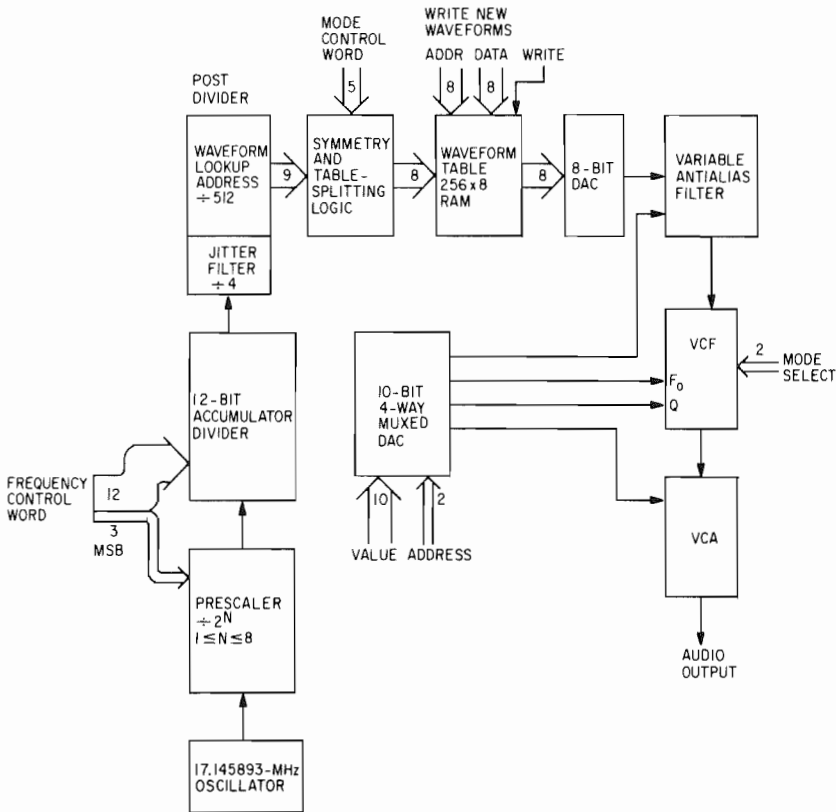 POST
DIVIDER
WAVEFORM
LOOKUP
ADDRESS
÷512
JITTER
FILTER
÷4
9
MODE
CONTROL
WORD
5
SYMMETRY
AND
TABLE-
SPLITTING
LOGIC
8
WRITE NEW
WAVEFORMS
ADDR DATA WRITE
8 8
WAVEFORM
TABLE
256x8
RAM
8
8-BIT
DAC
VARIABLE
ANTIALIAS
FILTER
12-BIT
ACCUMULATOR
DIVIDER
10-BIT
4-WAY
MUXED
DAC
10 2
VALUE ADDRESS
VCF
F₀
Q
2
MODE
SELECT
VCA
AUDIO
OUTPUT
FREQUENCY
CONTROL
WORD
12
3
MSB
PRESCALER
÷2ᴺ
1≤N≤8
17.145893-MHz
OSCILLATOR